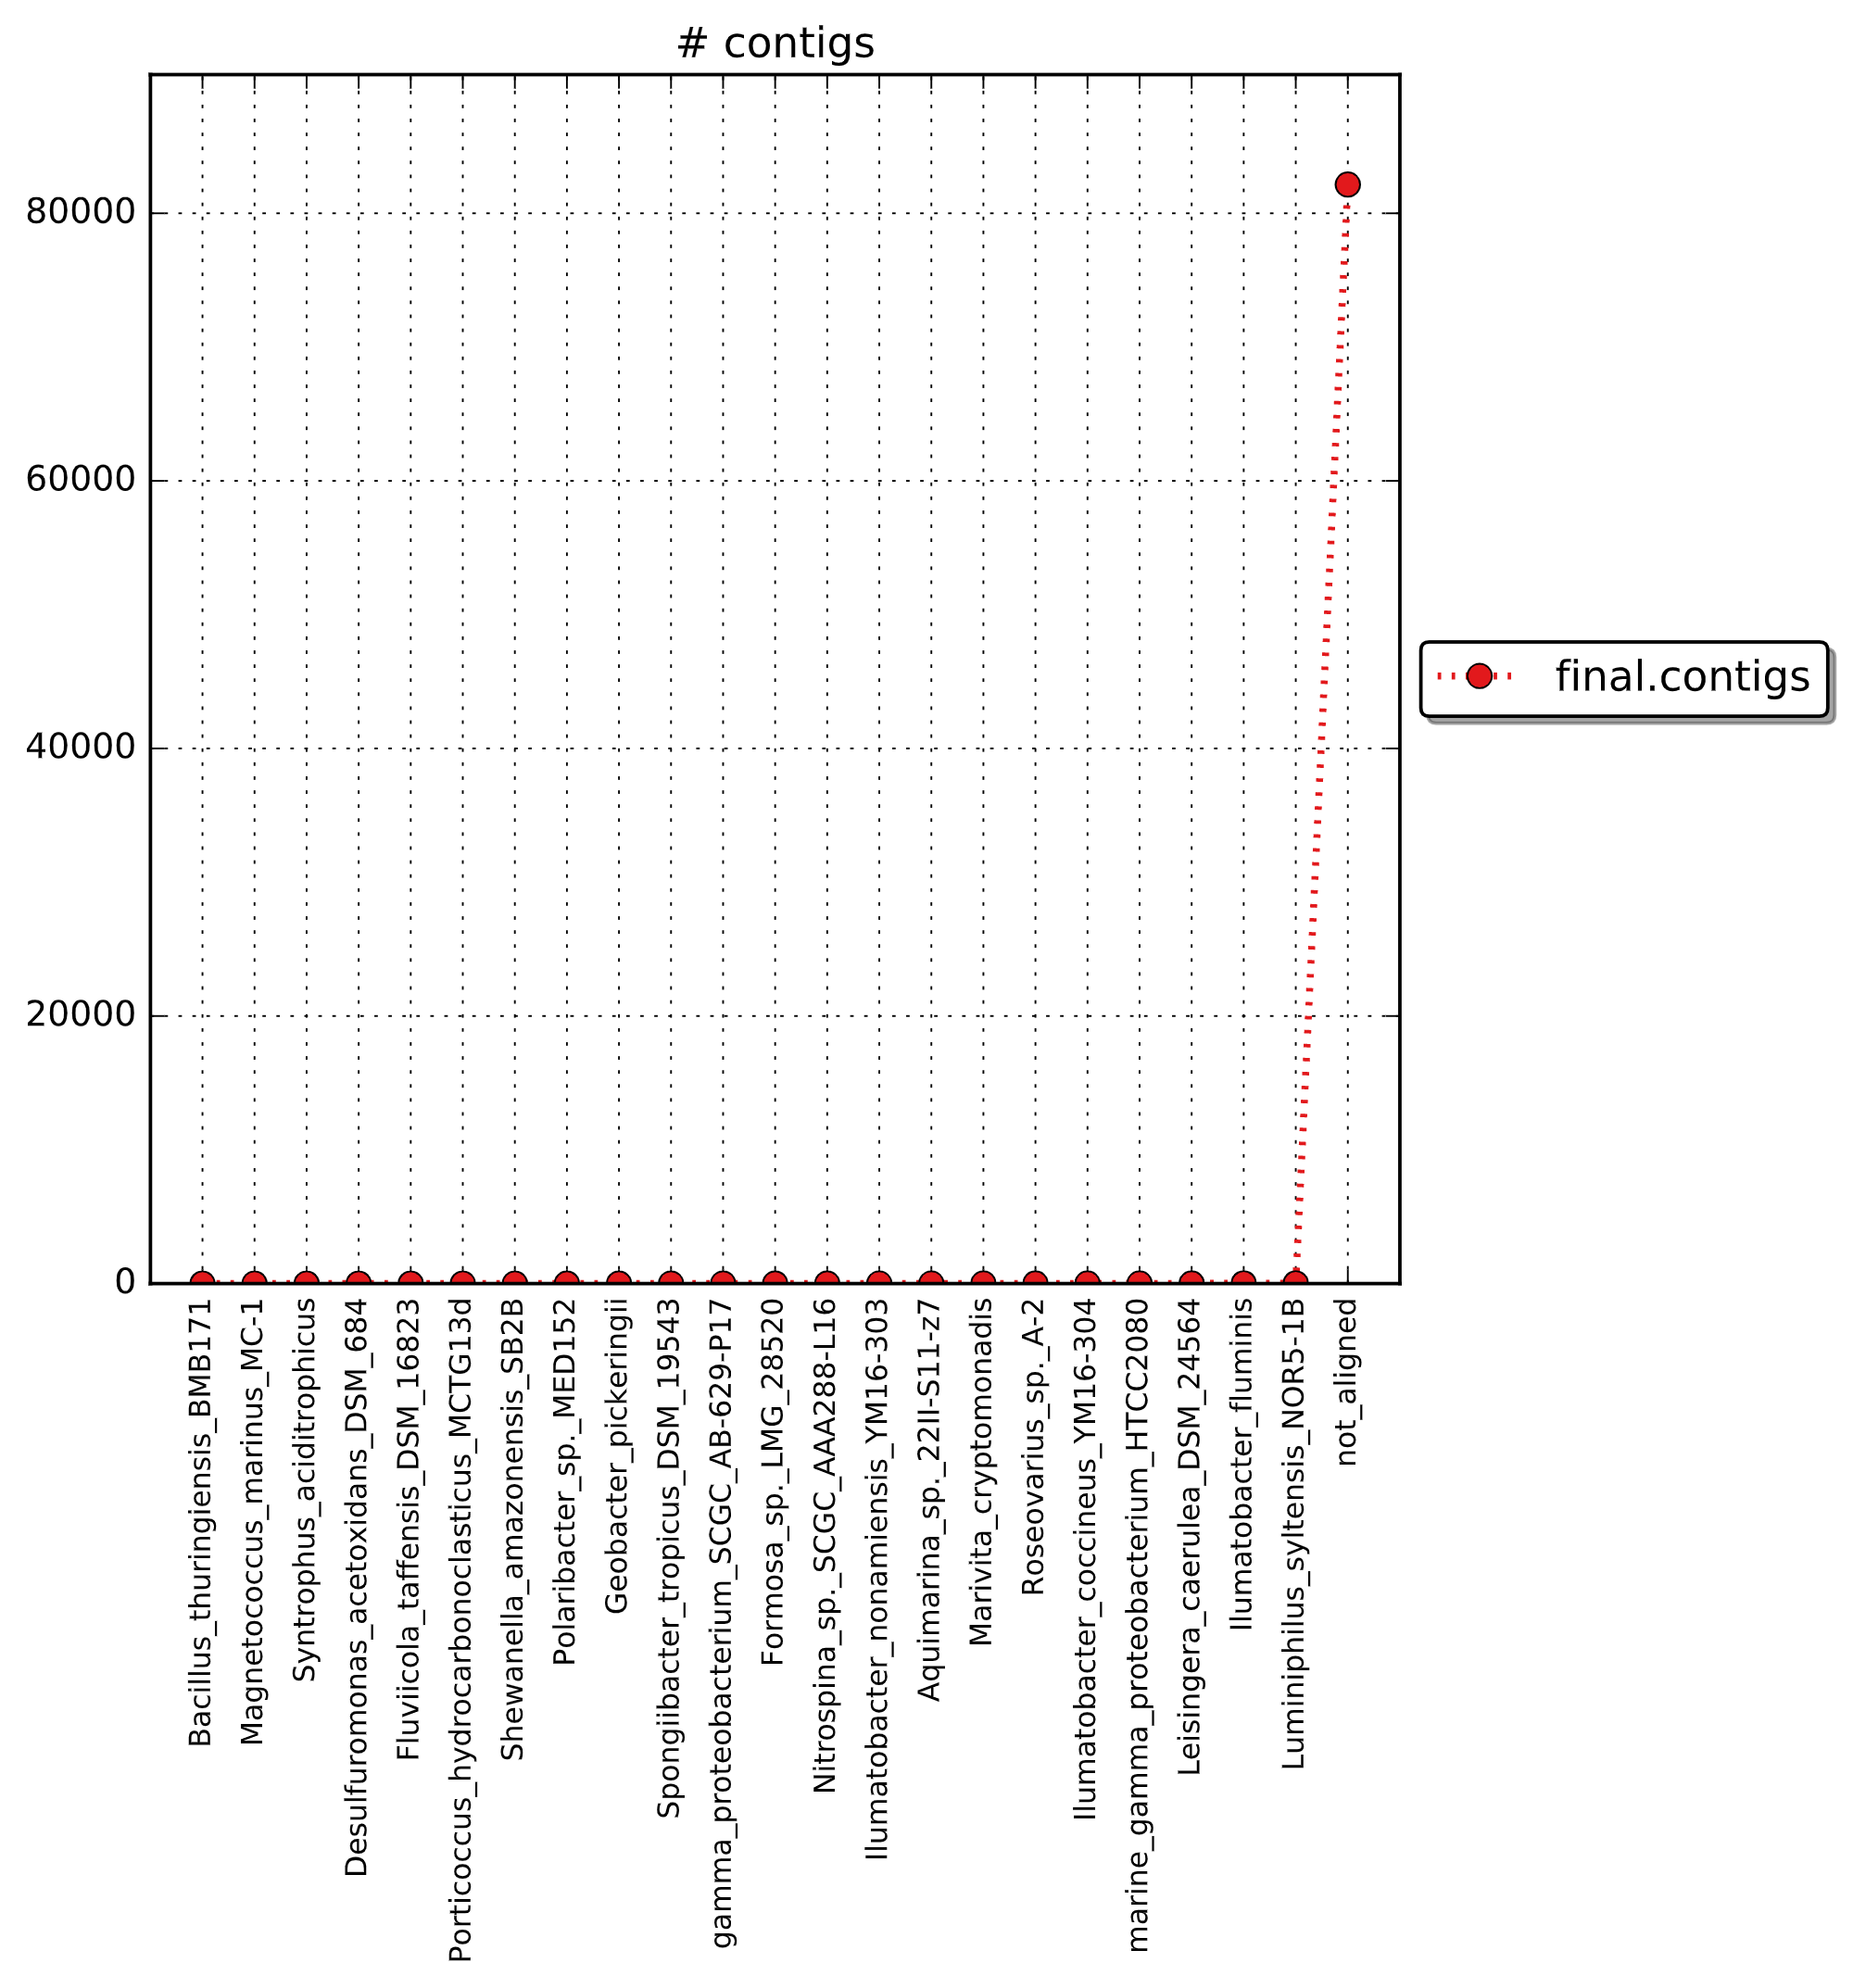 # contigs
80000
60000
40000
20000
0
final.contigs
Bacillus_thuringiensis_BMB171
Magnetococcus_marinus_MC-1
Syntrophus_aciditrophicus
Desulfuromonas_acetoxidans_DSM_684
Fluviicola_taffensis_DSM_16823
Porticoccus_hydrocarbonoclasticus_MCTG13d
Shewanella_amazonensis_SB2B
Polaribacter_sp._MED152
Geobacter_pickeringii
Spongiibacter_tropicus_DSM_19543
gamma_proteobacterium_SCGC_AB-629-P17
Formosa_sp._LMG_28520
Nitrospina_sp._SCGC_AAA288-L16
Ilumatobacter_nonamiensis_YM16-303
Aquimarina_sp._22II-S11-z7
Marivita_cryptomonadis
Roseovarius_sp._A-2
Ilumatobacter_coccineus_YM16-304
marine_gamma_proteobacterium_HTCC2080
Leisingera_caerulea_DSM_24564
Ilumatobacter_fluminis
Luminiphilus_syltensis_NOR5-1B
not_aligned